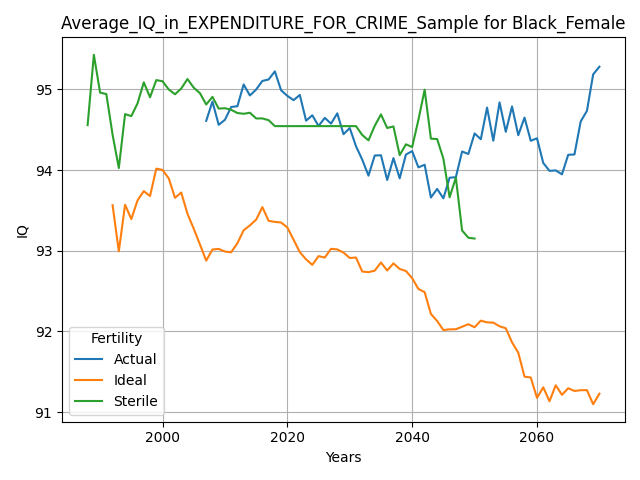 Average_IQ_in_EXPENDITURE_FOR_CRIME_Sample for Black_Female
95
94
93
92
91
IQ
Fertility
Actual
Ideal
Sterile
2000
2020
2040
2060
Years